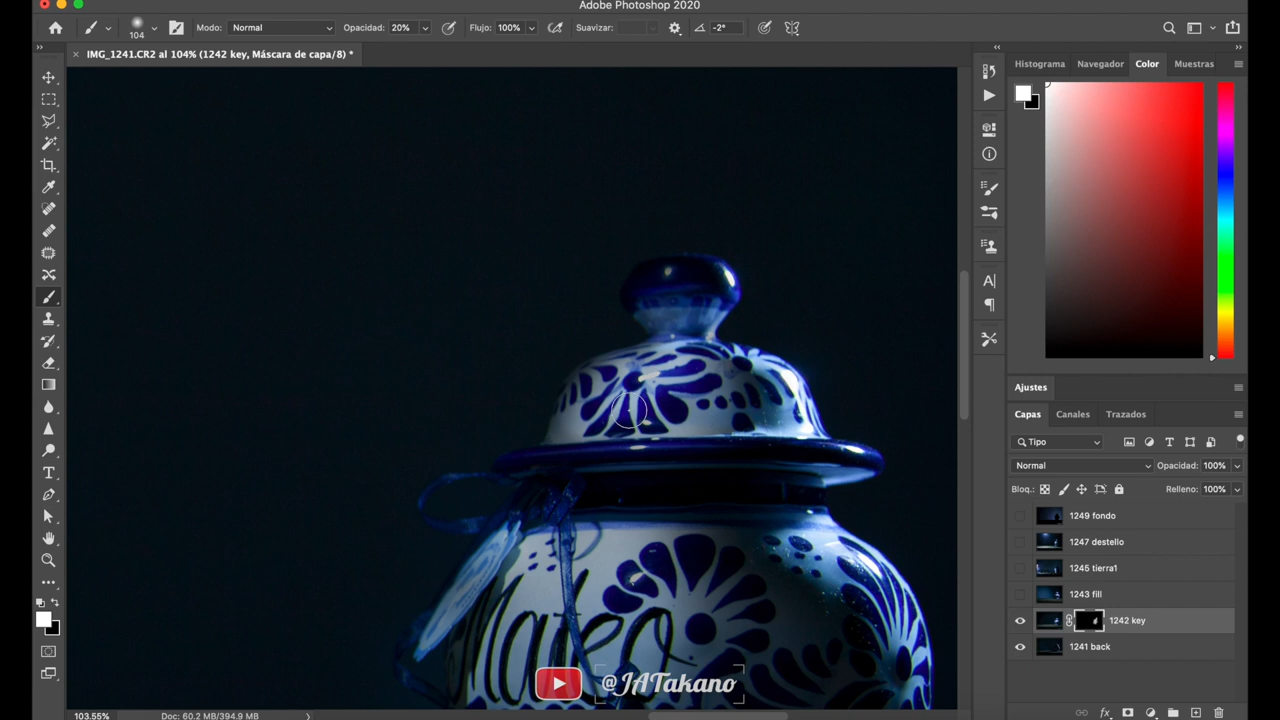 Adobe Photoshop 2020
104
Modo: Normal Opacidad: 20% Flujo: 100% Suavizar: -2°
IMG_1241.CR2 al 104% (1242 key, Máscara de capa/8) *
Histograma Navegador Color Muestras
Ajustes
Capas Canales Trazados
Tipo
Normal Opacidad: 100%
Bloq.: Relleno: 100%
1249 fondo
1247 destello
1245 tierra1
1243 fill
1242 key
1241 back
Mateo
@JATakano
103.55% Doc: 60.2 MB/394.9 MB